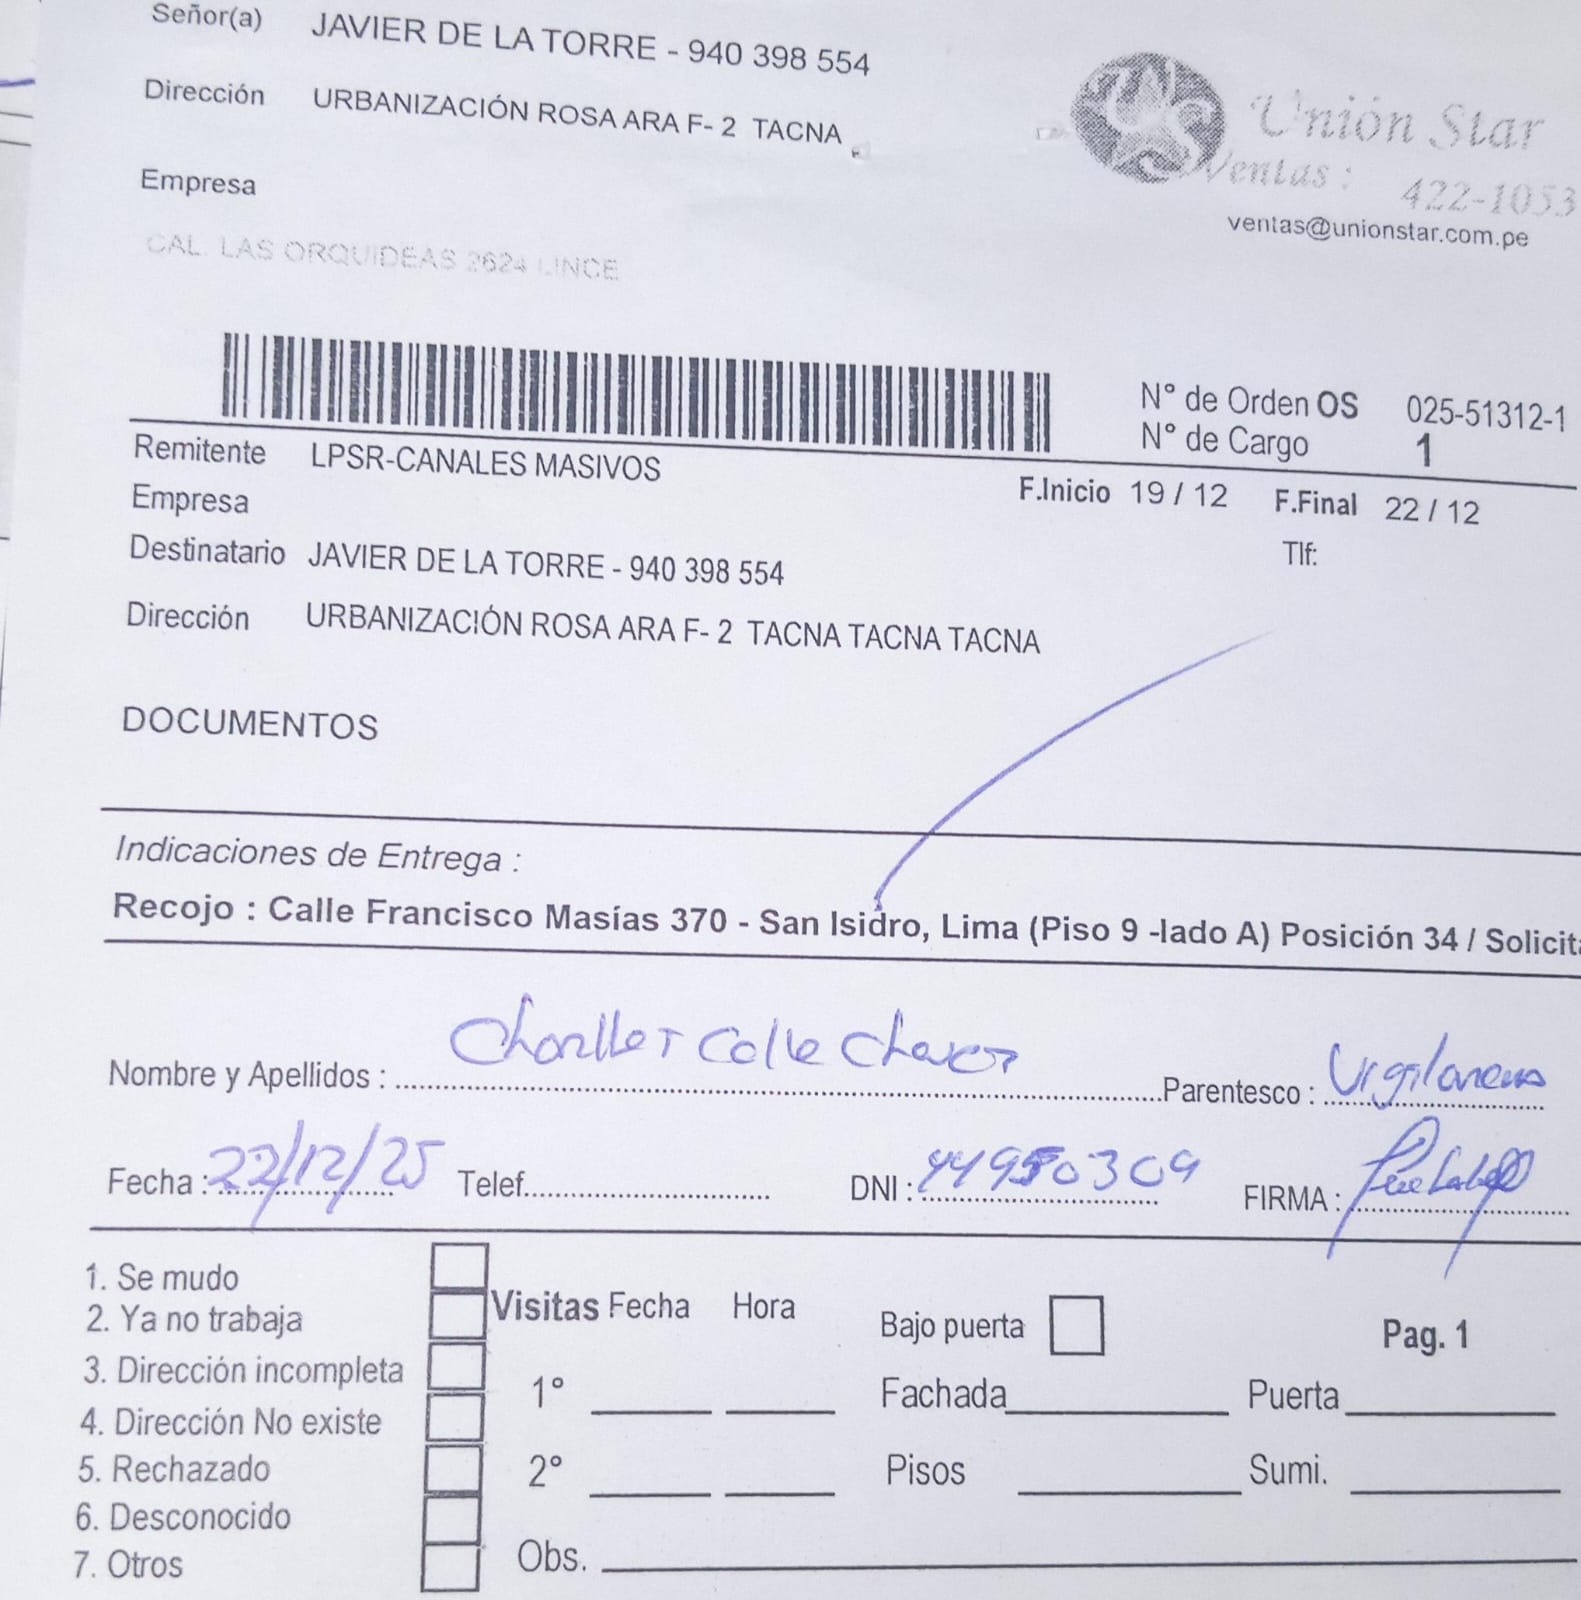 Señor(a) JAVIER DE LA TORRE - 940 398 554
Dirección URBANIZACIÓN ROSA ARA F- 2 TACNA
Unión Star
Ventas : 422-1053
ventas@unionstar.com.pe
Empresa
CAL. LAS ORQUIDEAS 2624 LINCE
N° de Orden OS 025-51312-1
N° de Cargo 1
Remitente LPSR-CANALES MASIVOS
F.Inicio 19 / 12 F.Final 22 / 12
Empresa
Tlf:
Destinatario JAVIER DE LA TORRE - 940 398 554
Dirección URBANIZACIÓN ROSA ARA F- 2 TACNA TACNA TACNA
DOCUMENTOS
Indicaciones de Entrega :
Recojo : Calle Francisco Masías 370 - San Isidro, Lima (Piso 9 -lado A) Posición 34 / Solicit
Nombre y Apellidos : Calle Parentesco :
Fecha : 22/12/25 Telef. DNI : 44950309 FIRMA :
1. Se mudo
2. Ya no trabaja
3. Dirección incompleta
4. Dirección No existe
5. Rechazado
6. Desconocido
7. Otros
Visitas Fecha Hora
1°
2°
Obs.
Bajo puerta
Pag. 1
Fachada Puerta
Pisos Sumi.